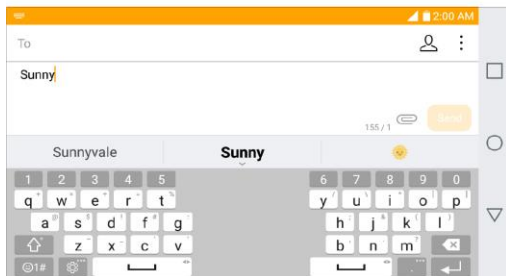 2:00 AM
To
Sunny
155 / 1
Send
Sunnyvale Sunny
1 2 3 4 5 6 7 8 9 0
q w e r t y u i o p
a s d f g h j k l
z x c v b n m
☺1#